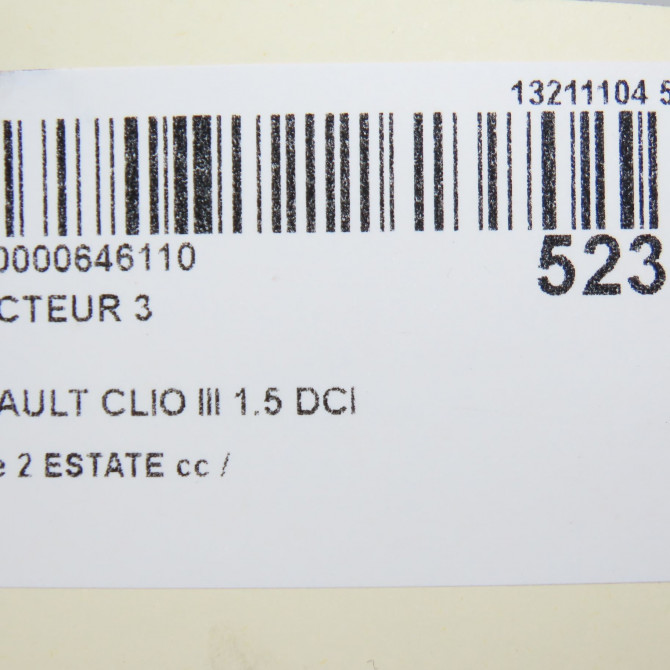 13211104 5
0000646110
523
CTEUR 3
AULT CLIO III 1.5 DCI
e 2 ESTATE cc /